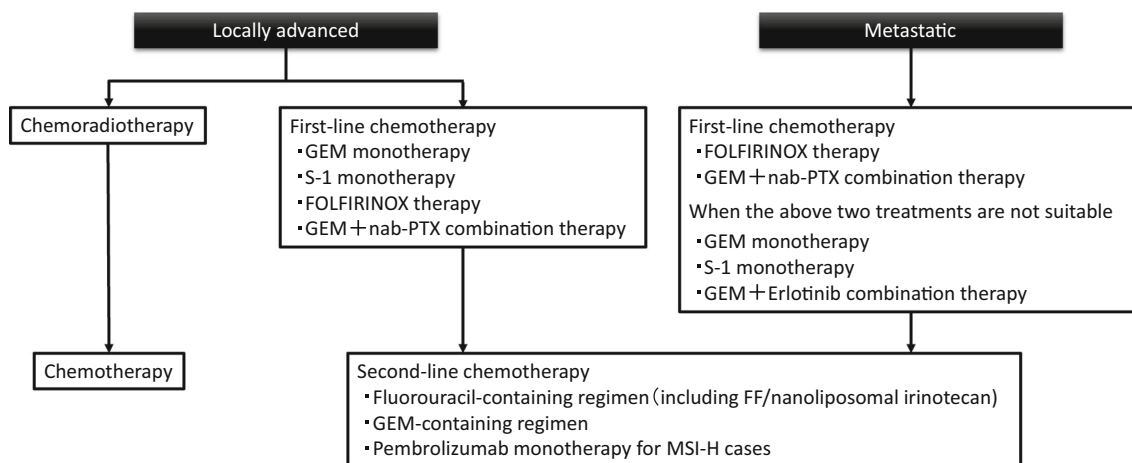 Locally advanced
Metastatic
Chemoradiotherapy
First-line chemotherapy
・GEM monotherapy
・S-1 monotherapy
・FOLFIRINOX therapy
・GEM＋nab-PTX combination therapy
First-line chemotherapy
・FOLFIRINOX therapy
・GEM＋nab-PTX combination therapy
When the above two treatments are not suitable
・GEM monotherapy
・S-1 monotherapy
・GEM＋Erlotinib combination therapy
Chemotherapy
Second-line chemotherapy
・Fluorouracil-containing regimen（including FF/nanoliposomal irinotecan)
・GEM-containing regimen
・Pembrolizumab monotherapy for MSI-H cases